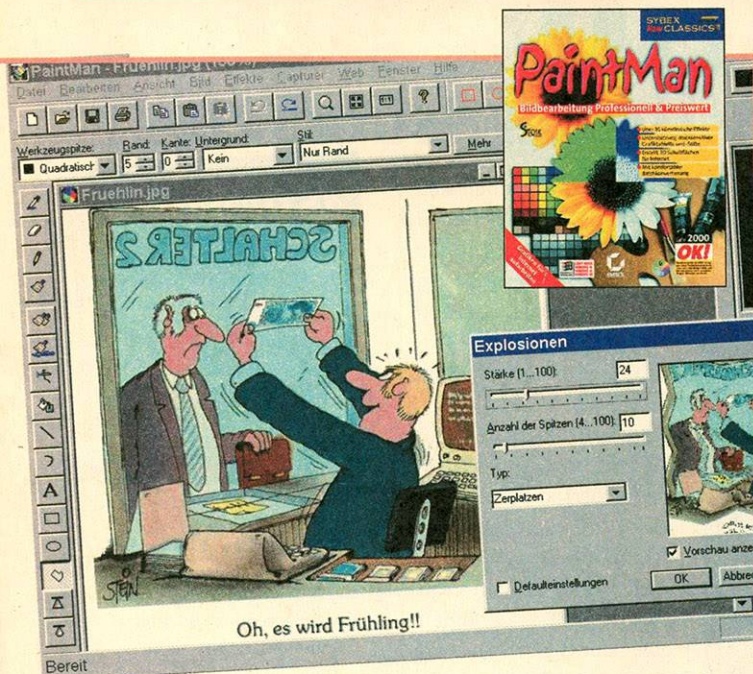 SYBEX
CLASSICS
PaintMan
Bildbearbeitung Professionell & Preiswert
2000
OK!
PaintMan - Fruehlin.jpg
Datei Bearbeiten Ansicht Bild Effekte Capturer Web Fenster Hilfe
Werkzeugspitze: Rand: Kante: Untergrund: Stil:
Quadratisch 5 0 Kein Nur Rand Mehr
Fruehlin.jpg
SCHALTER 2
STEIN
Oh, es wird Frühling!!
Explosionen
Stärke (1...100): 24
Anzahl der Spitzen (4...100): 10
Typ:
Zerplatzen
Vorschau anze
Defaulteinstellungen
OK Abbre
A
Bereit